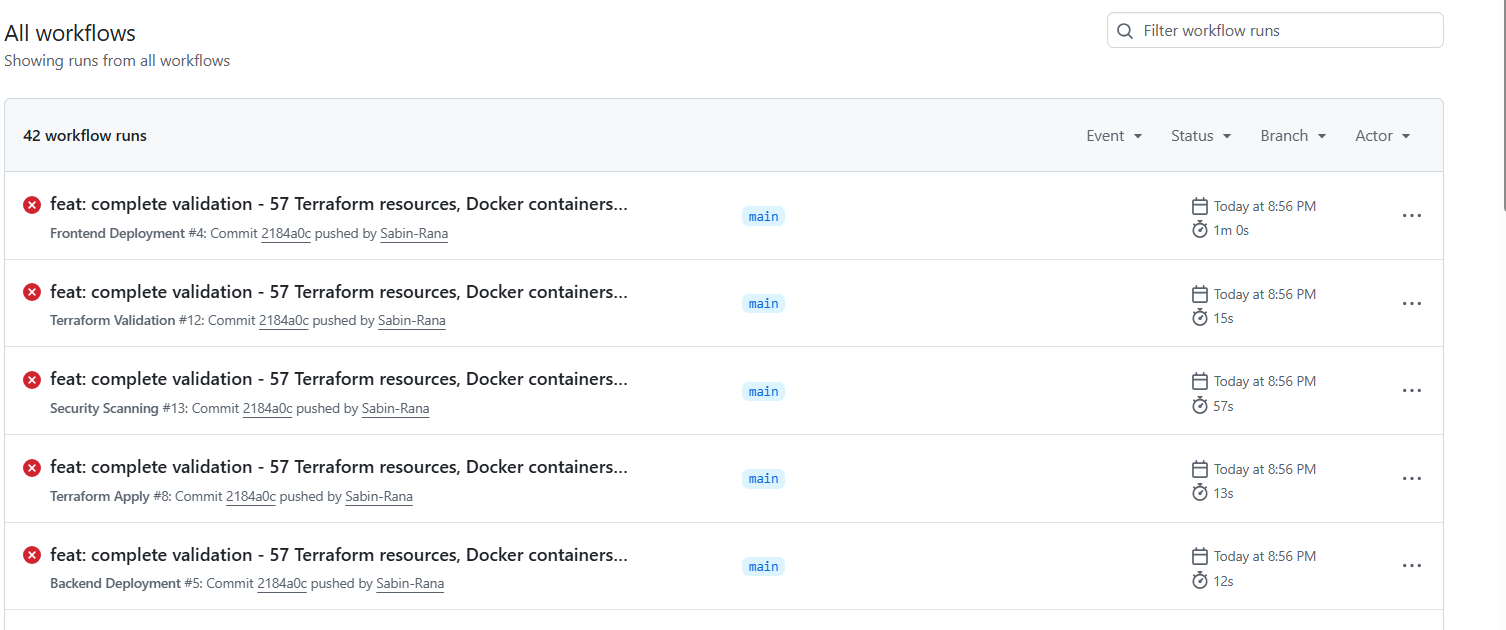 All workflows
Showing runs from all workflows
Filter workflow runs
42 workflow runs
Event
Status
Branch
Actor
feat: complete validation - 57 Terraform resources, Docker containers...
Frontend Deployment #4: Commit 2184a0c pushed by Sabin-Rana
main
Today at 8:56 PM
1m 0s
feat: complete validation - 57 Terraform resources, Docker containers...
Terraform Validation #12: Commit 2184a0c pushed by Sabin-Rana
main
Today at 8:56 PM
15s
feat: complete validation - 57 Terraform resources, Docker containers...
Security Scanning #13: Commit 2184a0c pushed by Sabin-Rana
main
Today at 8:56 PM
57s
feat: complete validation - 57 Terraform resources, Docker containers...
Terraform Apply #8: Commit 2184a0c pushed by Sabin-Rana
main
Today at 8:56 PM
13s
feat: complete validation - 57 Terraform resources, Docker containers...
Backend Deployment #5: Commit 2184a0c pushed by Sabin-Rana
main
Today at 8:56 PM
12s